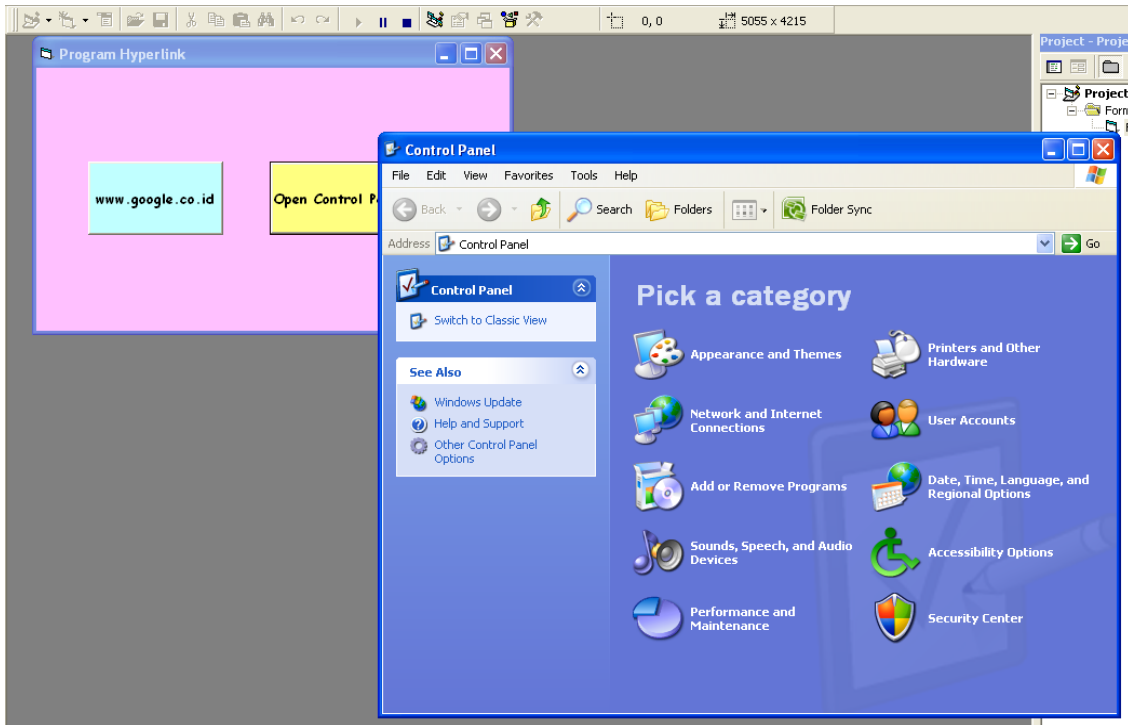 0, 0
5055 x 4215
Program Hyperlink
Project - Proje
Project
Form
www.google.co.id
Open Control Pa
Control Panel
File Edit View Favorites Tools Help
Back
Search
Folders
Folder Sync
Address
Control Panel
Go
Control Panel
Switch to Classic View
See Also
Windows Update
Help and Support
Other Control Panel
Options
Pick a category
Appearance and Themes
Printers and Other
Hardware
Network and Internet
Connections
User Accounts
Add or Remove Programs
Date, Time, Language, and
Regional Options
Sounds, Speech, and Audio
Devices
Accessibility Options
Performance and
Maintenance
Security Center